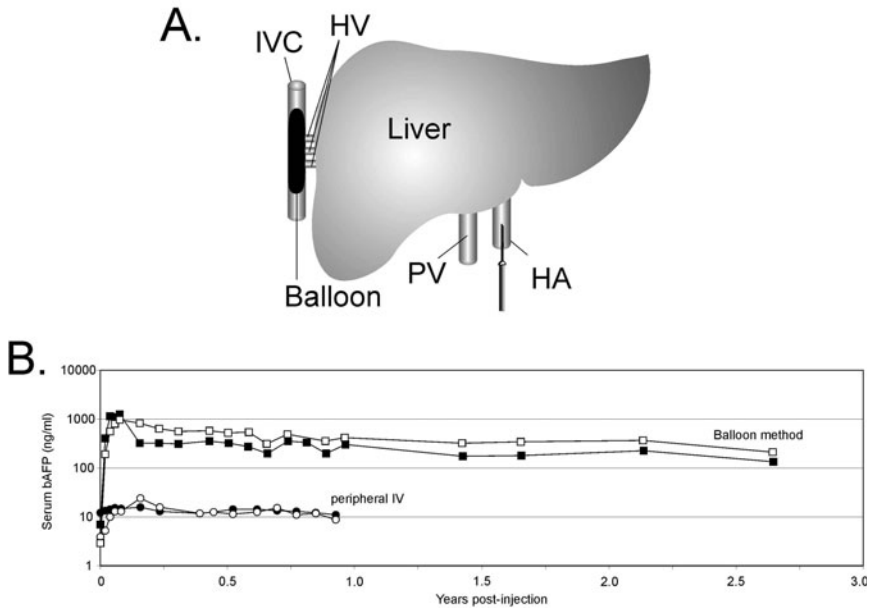 A.
IVC
HV
Liver
PV
HA
Balloon
B.
10000
1000
100
10
1
Serum bAFP (ng/ml)
Balloon method
peripheral IV
0
0.5
1.0
1.5
2.0
2.5
3.0
Years post-injection